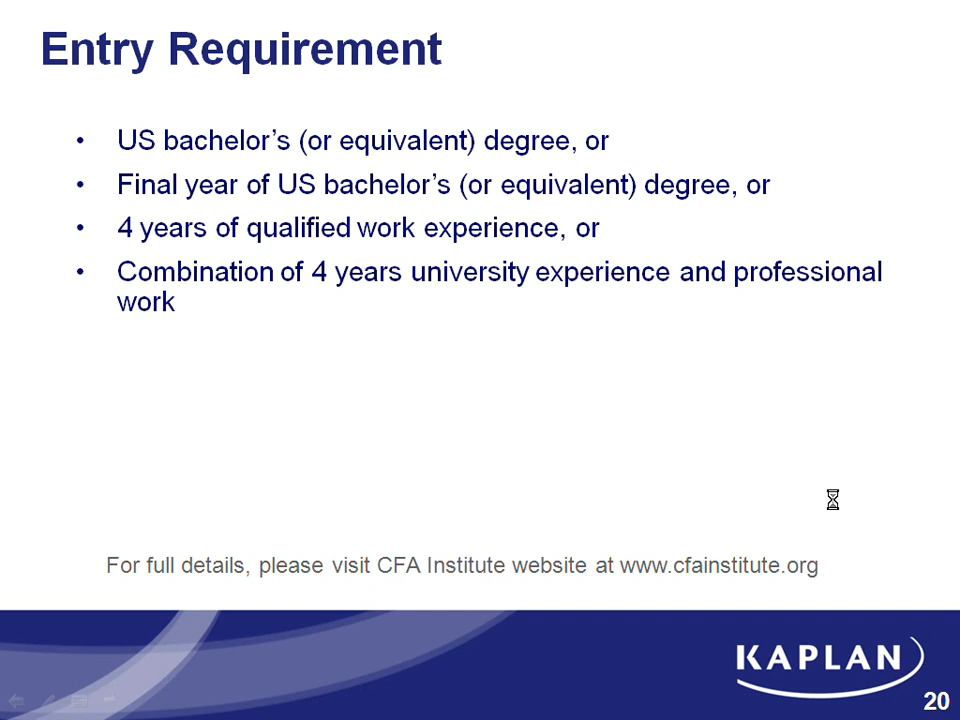 Entry Requirement
• US bachelor’s (or equivalent) degree, or
• Final year of US bachelor’s (or equivalent) degree, or
• 4 years of qualified work experience, or
• Combination of 4 years university experience and professional
work
For full details, please visit CFA Institute website at www.cfainstitute.org
KAPLAN
20